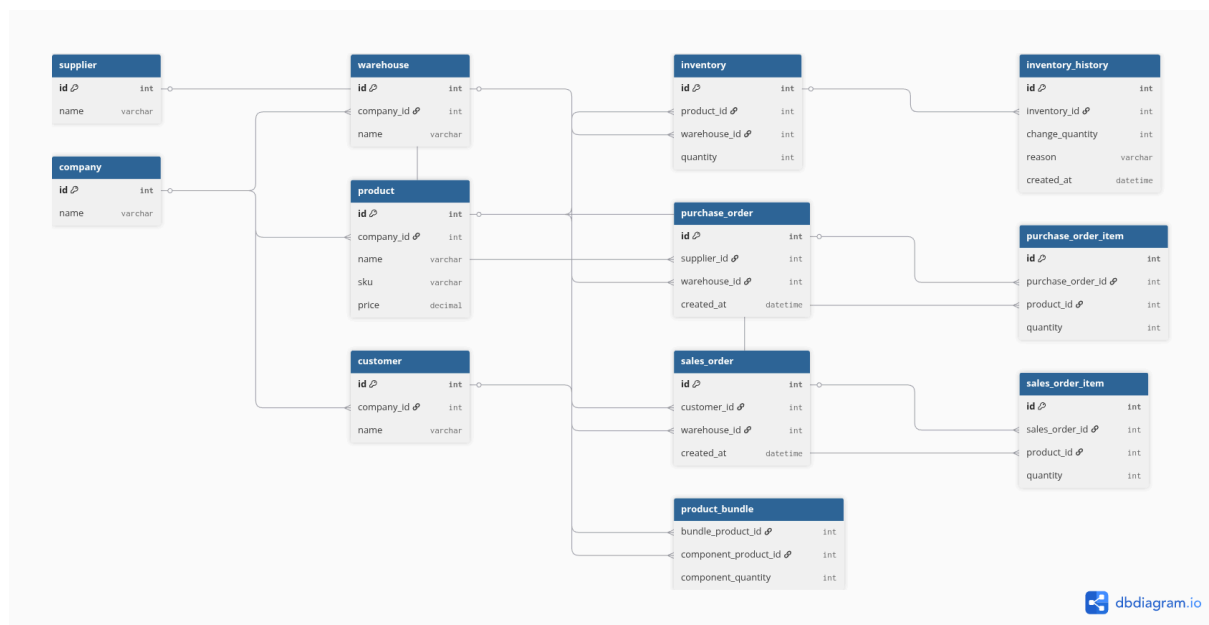 supplier
id int
name varchar
company
id int
name varchar
warehouse
id int
company_id int
name varchar
product
id int
company_id int
name varchar
sku varchar
price decimal
customer
id int
company_id int
name varchar
inventory
id int
product_id int
warehouse_id int
quantity int
purchase_order
id int
supplier_id int
warehouse_id int
created_at datetime
sales_order
id int
customer_id int
warehouse_id int
created_at datetime
product_bundle
bundle_product_id int
component_product_id int
component_quantity int
inventory_history
id int
inventory_id int
change_quantity int
reason varchar
created_at datetime
purchase_order_item
id int
purchase_order_id int
product_id int
quantity int
sales_order_item
id int
sales_order_id int
product_id int
quantity int
dbdiagram.io